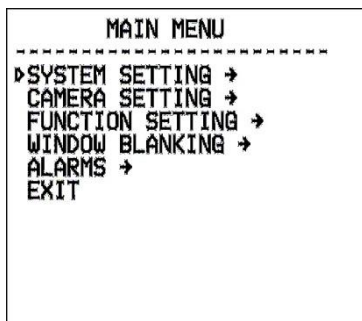 MAIN MENU
SYSTEM SETTING →
CAMERA SETTING →
FUNCTION SETTING →
WINDOW BLANKING →
ALARMS →
EXIT